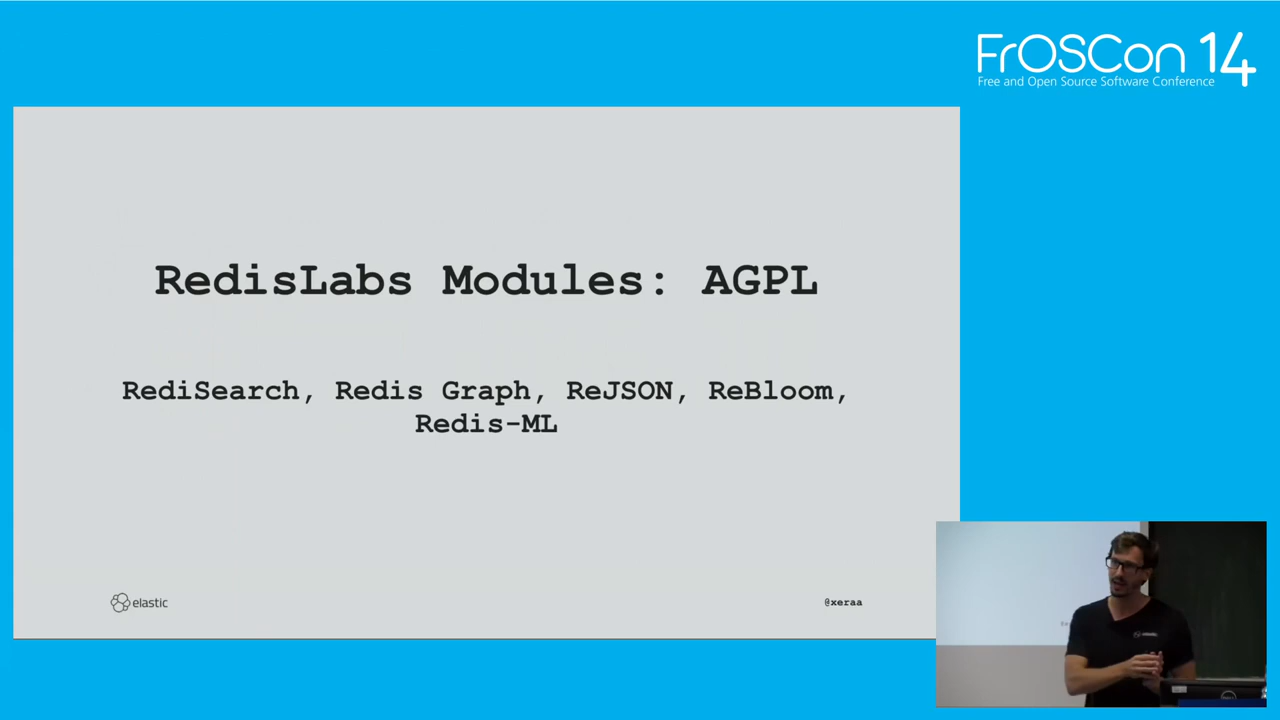 FrOSCon 14
Free and Open Source Software Conference
RedisLabs Modules: AGPL
RediSearch, Redis Graph, ReJSON, ReBloom,
Redis-ML
elastic
@xeraa